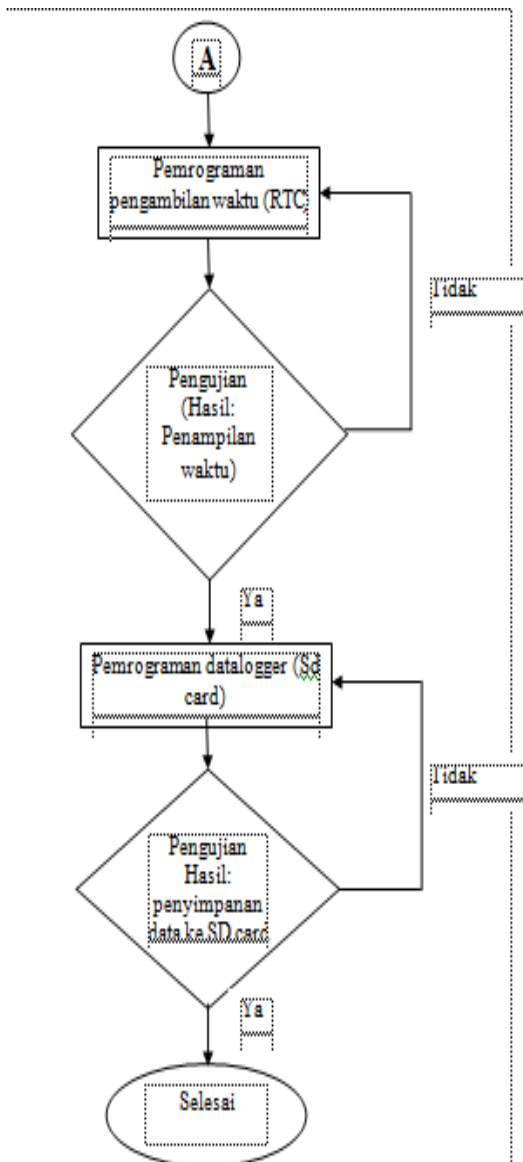 A
Pemrograman
pengambilan waktu (RTC)
Tidak
Pengujian
(Hasil:
Penampilan
waktu)
Ya
Pemrograman datalogger (Sd
card)
Tidak
Pengujian
Hasil:
penyimpanan
data ke SD card
Ya
Selesai